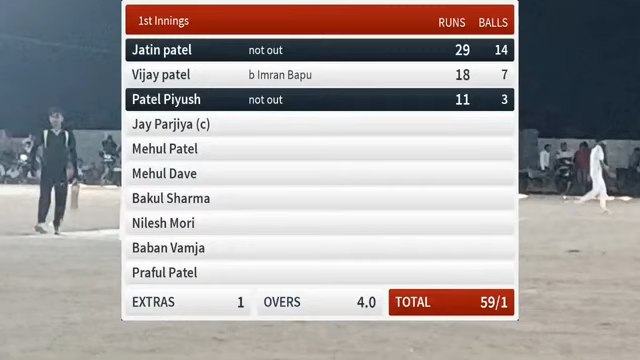 1st Innings RUNS BALLS
Jatin patel not out 29 14
Vijay patel b Imran Bapu 18 7
Patel Piyush not out 11 3
Jay Parjiya (c)
Mehul Patel
Mehul Dave
Bakul Sharma
Nilesh Mori
Baban Vamja
Praful Patel
EXTRAS 1 OVERS 4.0 TOTAL 59/1